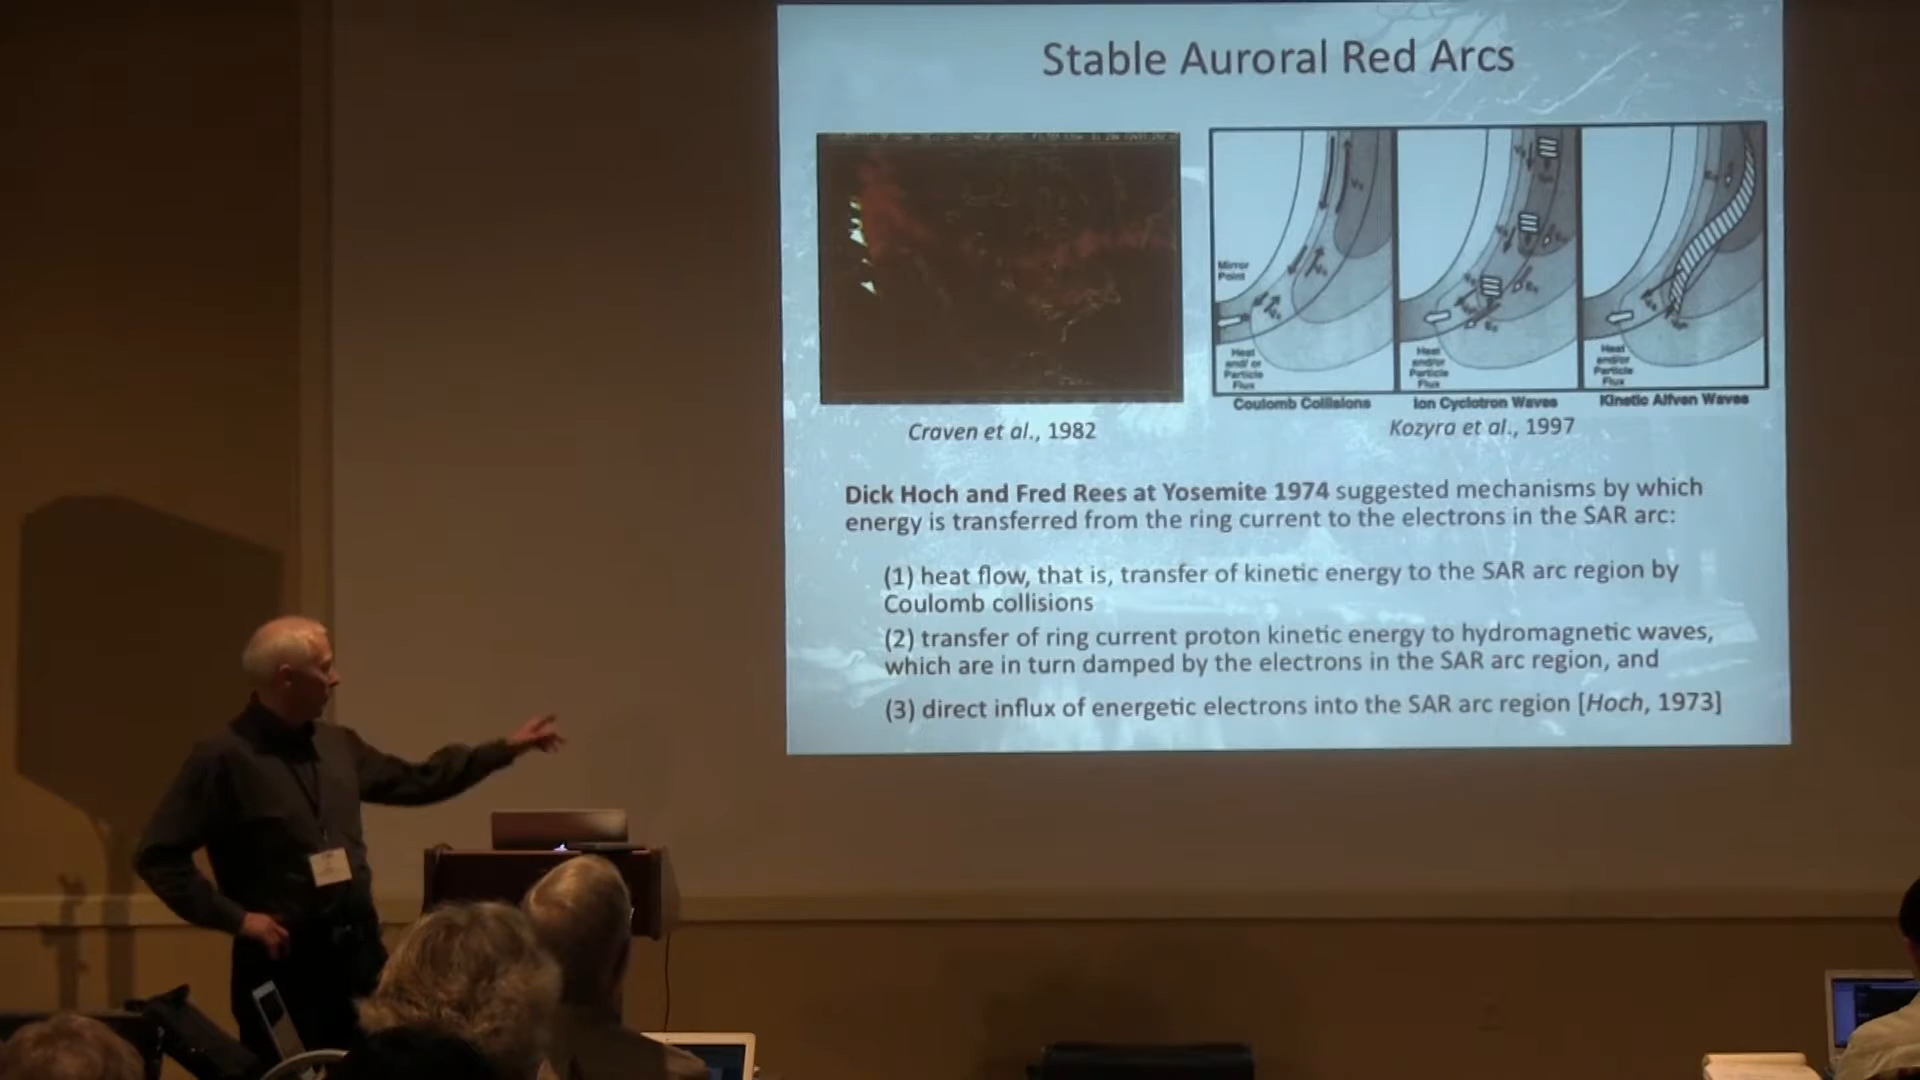 Stable Auroral Red Arcs
Mirror
Point
Heat
and/ or
Particle
Flux
Heat
and/or
Particle
Flux
Heat
and/or
Particle
Flux
Coulomb Collisions
Ion Cyclotron Waves
Kinetic Alfven Waves
Craven et al., 1982
Kozyra et al., 1997
Dick Hoch and Fred Rees at Yosemite 1974 suggested mechanisms by which
energy is transferred from the ring current to the electrons in the SAR arc:
(1) heat flow, that is, transfer of kinetic energy to the SAR arc region by
Coulomb collisions
(2) transfer of ring current proton kinetic energy to hydromagnetic waves,
which are in turn damped by the electrons in the SAR arc region, and
(3) direct influx of energetic electrons into the SAR arc region [Hoch, 1973]